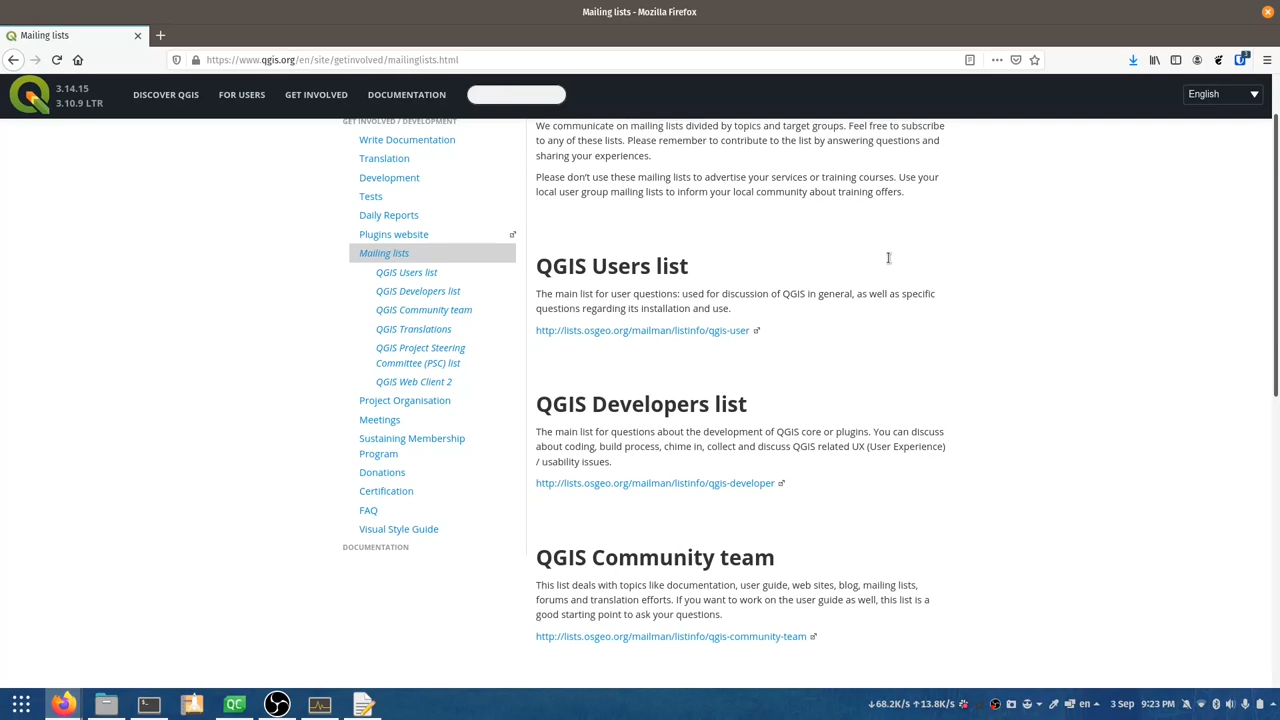 Mailing lists - Mozilla Firefox
Mailing lists
https://www.qgis.org/en/site/getinvolved/mailinglists.html
3.14.15
3.10.9 LTR
DISCOVER QGIS
FOR USERS
GET INVOLVED
DOCUMENTATION
English
GET INVOLVED / DEVELOPMENT
Write Documentation
Translation
Development
Tests
Daily Reports
Plugins website
Mailing lists
QGIS Users list
QGIS Developers list
QGIS Community team
QGIS Translations
QGIS Project Steering
Committee (PSC) list
QGIS Web Client 2
Project Organisation
Meetings
Sustaining Membership
Program
Donations
Certification
FAQ
Visual Style Guide
DOCUMENTATION
We communicate on mailing lists divided by topics and target groups. Feel free to subscribe
to any of these lists. Please remember to contribute to the list by answering questions and
sharing your experiences.
Please don't use these mailing lists to advertise your services or training courses. Use your
local user group mailing lists to inform your local community about training offers.
QGIS Users list
The main list for user questions: used for discussion of QGIS in general, as well as specific
questions regarding its installation and use.
http://lists.osgeo.org/mailman/listinfo/qgis-user
QGIS Developers list
The main list for questions about the development of QGIS core or plugins. You can discuss
about coding, build process, chime in, collect and discuss QGIS related UX (User Experience)
/ usability issues.
http://lists.osgeo.org/mailman/listinfo/qgis-developer
QGIS Community team
This list deals with topics like documentation, user guide, web sites, blog, mailing lists,
forums and translation efforts. If you want to work on the user guide as well, this list is a
good starting point to ask your questions.
http://lists.osgeo.org/mailman/listinfo/qgis-community-team
QC
↓68.2K/s ↑13.8K/s
en
3 Sep
9:23 PM